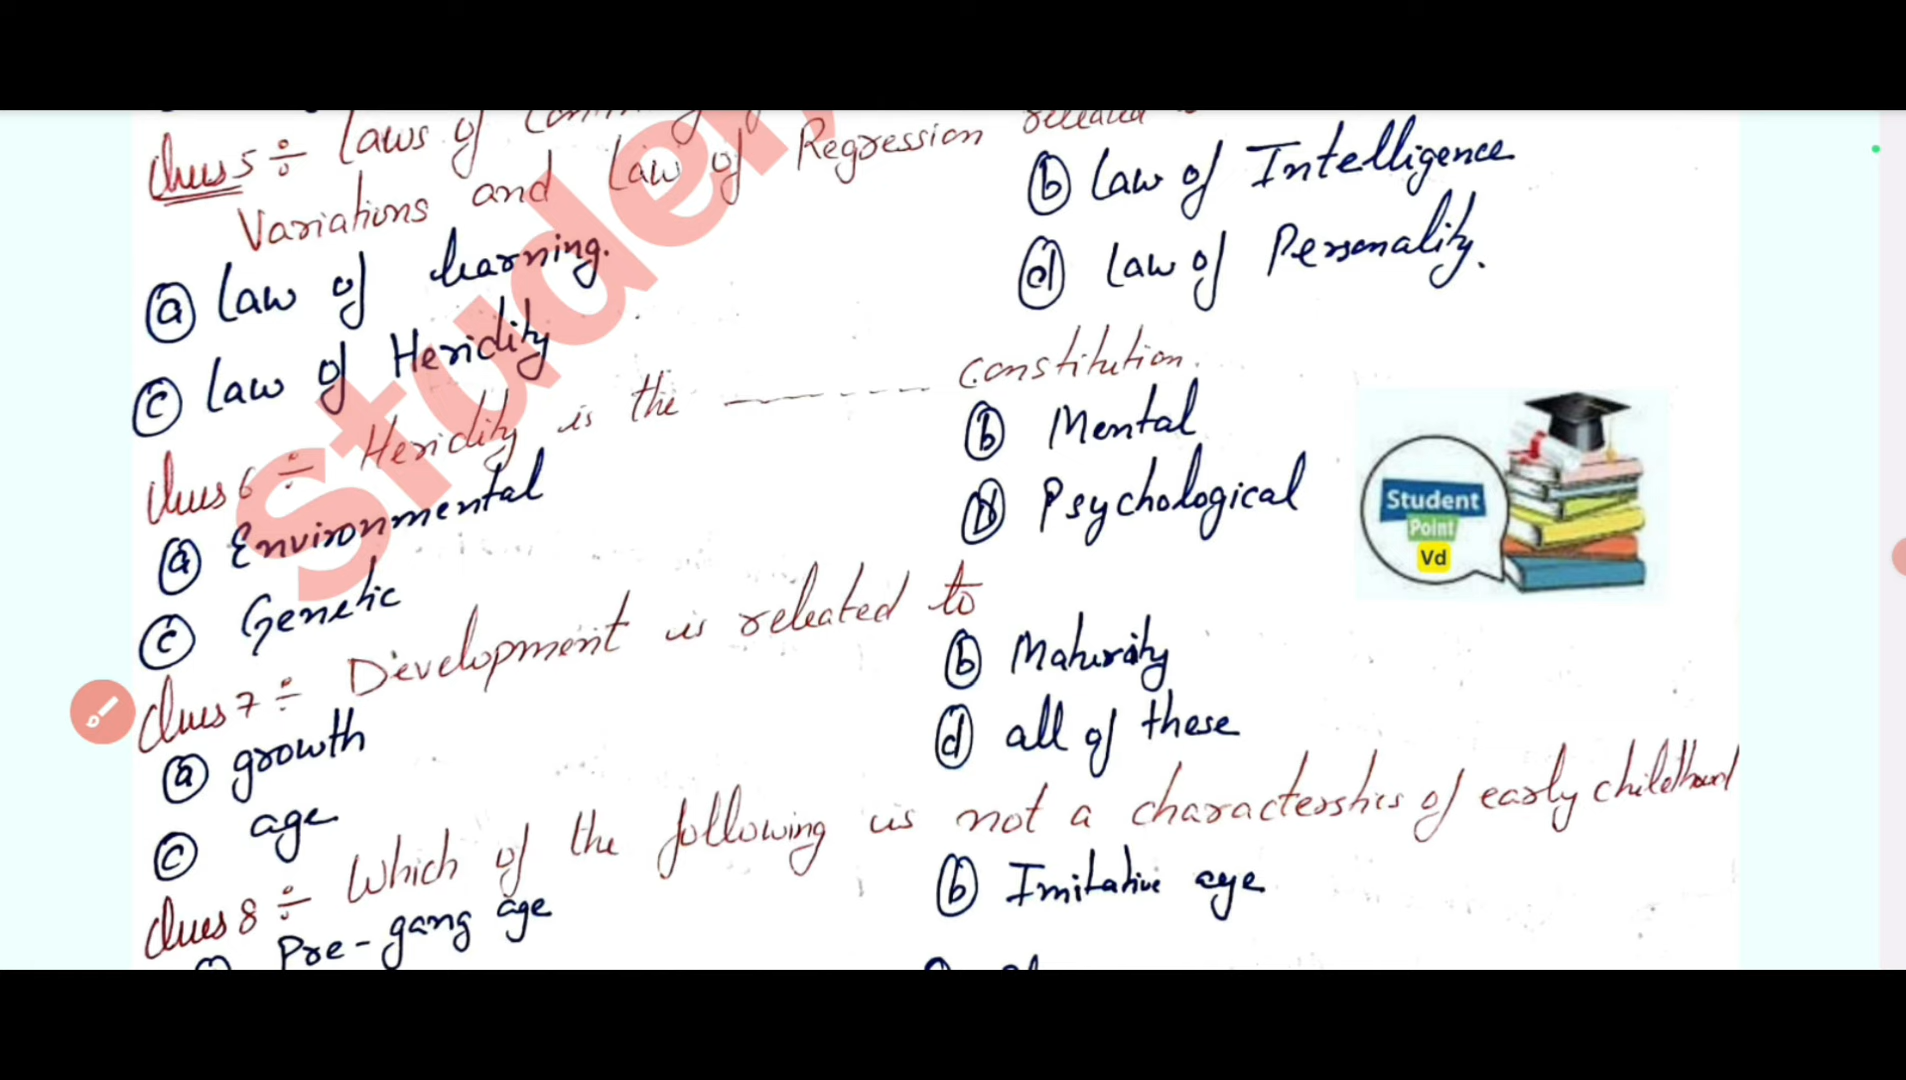 Ques 5 ÷ Laws of
Variations and Law of Regression
(a) Law of learning.
(b) Law of Intelligence
(c) Law of Heridity
(d) Law of Personality.
Ques 6 ÷ Heridity is the ------- constitution.
(a) Environmental
(b) Mental
(c) Genetic
(d) Psychological
Ques 7 ÷ Development is releated to
(a) growth
(b) Maturity
(c) age
(d) all of these
Ques 8 ÷ Which of the following is not a characterstics of early childhood
Pre-gang age
(b) Imitative age
Student
Point
Vd
Student